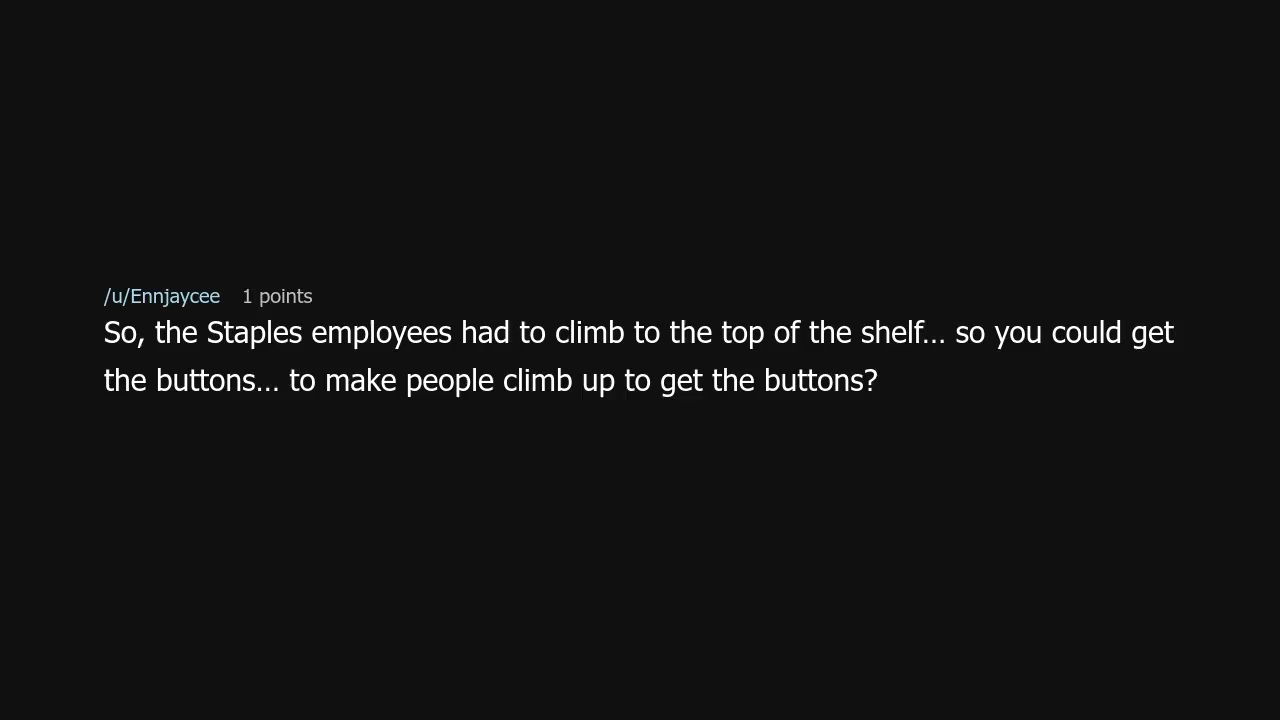 /u/Ennjaycee 1 points
So, the Staples employees had to climb to the top of the shelf... so you could get
the buttons... to make people climb up to get the buttons?